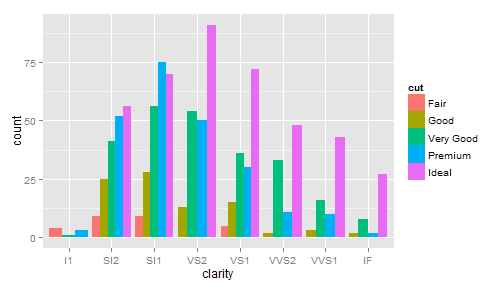 75
50
25
0
count
I1 SI2 SI1 VS2 VS1 VVS2 VVS1 IF
clarity
cut
Fair
Good
Very Good
Premium
Ideal